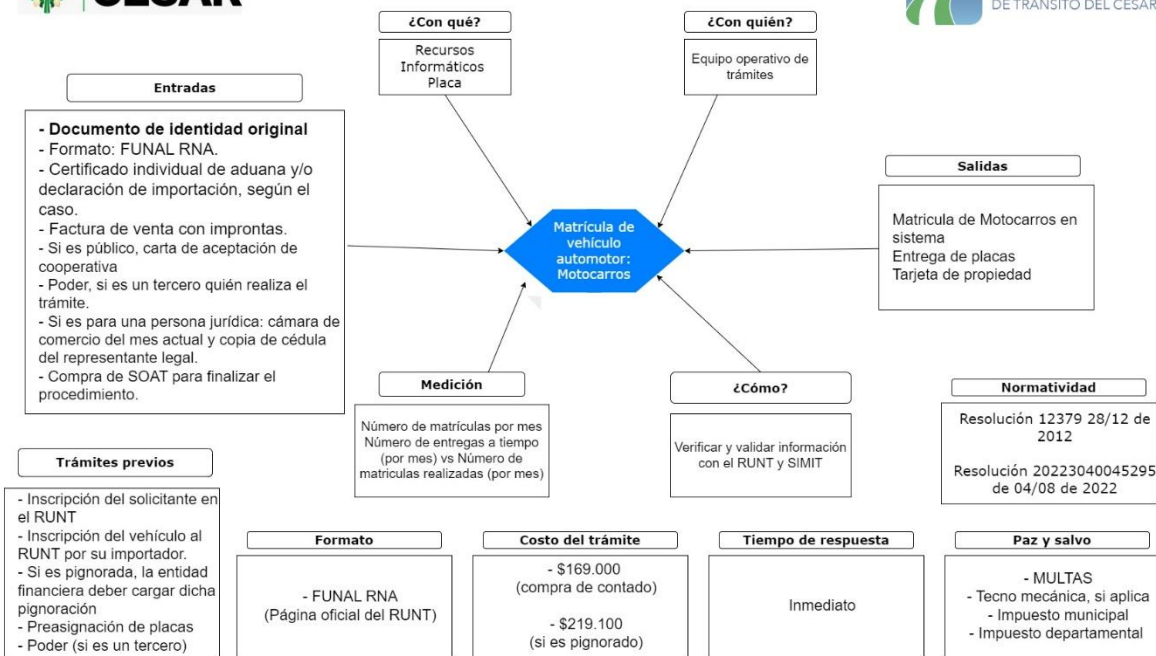 CESAR
DE TRÁNSITO DEL CESAR
¿Con qué?
Recursos
Informáticos
Placa
¿Con quién?
Equipo operativo de
trámites
Entradas
- Documento de identidad original
- Formato: FUNAL RNA.
- Certificado individual de aduana y/o
declaración de importación, según el
caso.
- Factura de venta con improntas.
- Si es público, carta de aceptación de
cooperativa
- Poder, si es un tercero quién realiza el
trámite.
- Si es para una persona jurídica: cámara de
comercio del mes actual y copia de cédula
del representante legal.
- Compra de SOAT para finalizar el
procedimiento.
Matrícula de
vehículo
automotor:
Motocarros
Salidas
Matricula de Motocarros en
sistema
Entrega de placas
Tarjeta de propiedad
Medición
Número de matrículas por mes
Número de entregas a tiempo
(por mes) vs Número de
matriculas realizadas (por mes)
¿Cómo?
Verificar y validar información
con el RUNT y SIMIT
Normatividad
Resolución 12379 28/12 de
2012
Resolución 20223040045295
de 04/08 de 2022
Trámites previos
- Inscripción del solicitante en
el RUNT
- Inscripción del vehículo al
RUNT por su importador.
- Si es pignorada, la entidad
financiera deber cargar dicha
pignoración
- Preasignación de placas
- Poder (si es un tercero)
Formato
- FUNAL RNA
(Página oficial del RUNT)
Costo del trámite
- $169.000
(compra de contado)
- $219.100
(si es pignorado)
Tiempo de respuesta
Inmediato
Paz y salvo
- MULTAS
- Tecno mecánica, si aplica
- Impuesto municipal
- Impuesto departamental